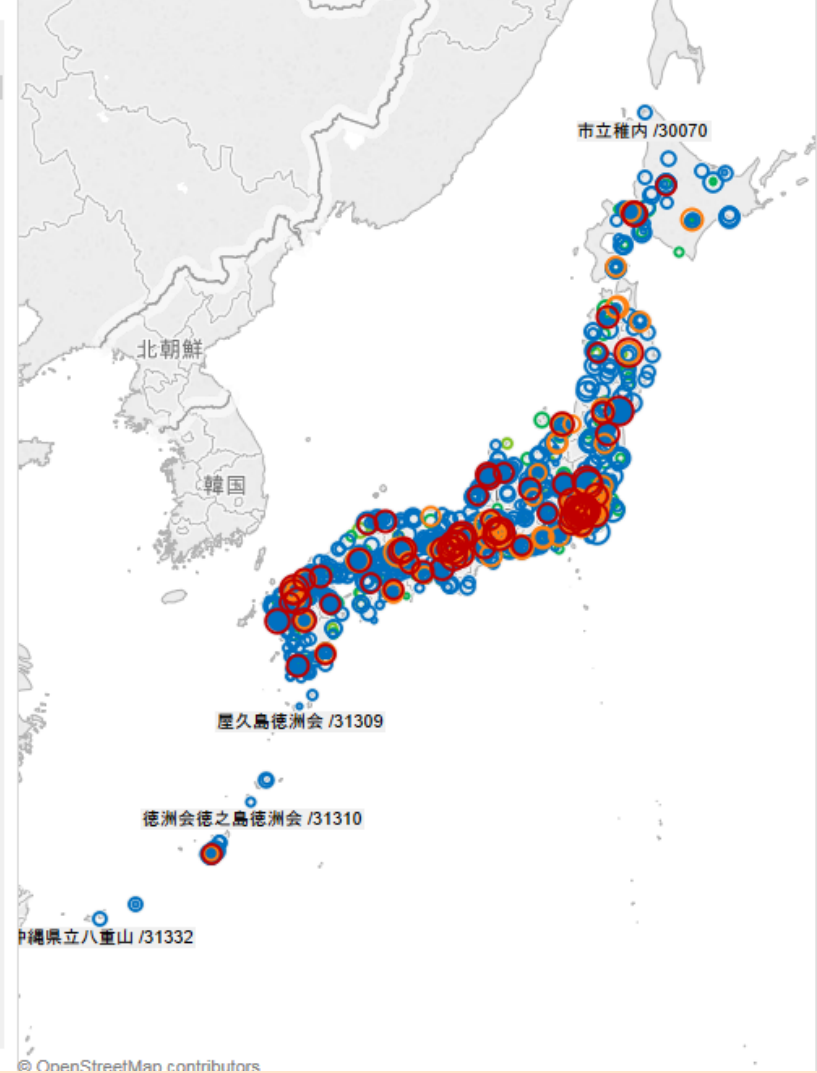 市立稚内 /30070
北朝鮮
韓国
屋久島徳洲会 /31309
徳洲会徳之島徳洲会 /31310
沖縄県立八重山 /31332
© OpenStreetMap contributors